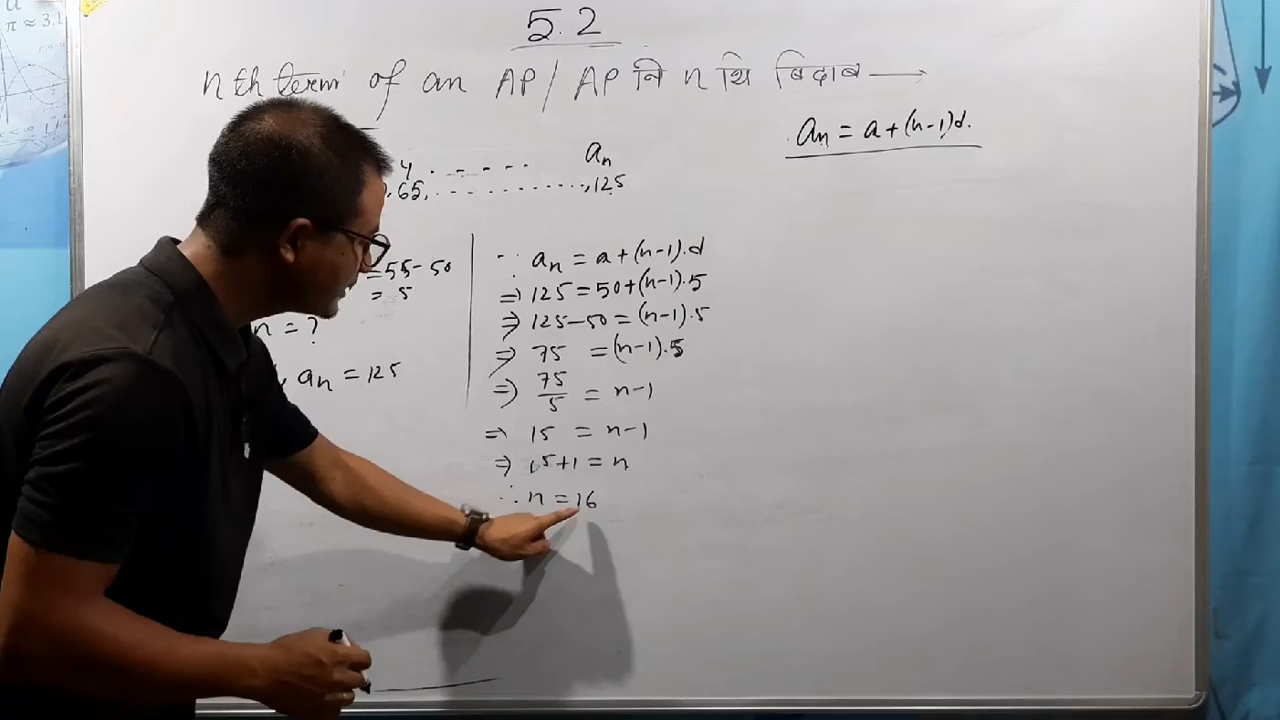 5.2
nth term of an AP / AP नि n थि बिदाब →
aₙ = a+(n-1)d.
4 . - - - - - aₙ
.65, - - - - - - - - - - - ., 125
= 55-50
= 5
n = ?
aₙ = 125
∵ aₙ = a+(n-1).d
⇒ 125 = 50+(n-1).5
⇒ 125-50 = (n-1).5
⇒ 75 = (n-1).5
⇒ 75/5 = n-1
⇒ 15 = n-1
⇒ 15+1 = n
∴ n = 16
π ≈ 3.1